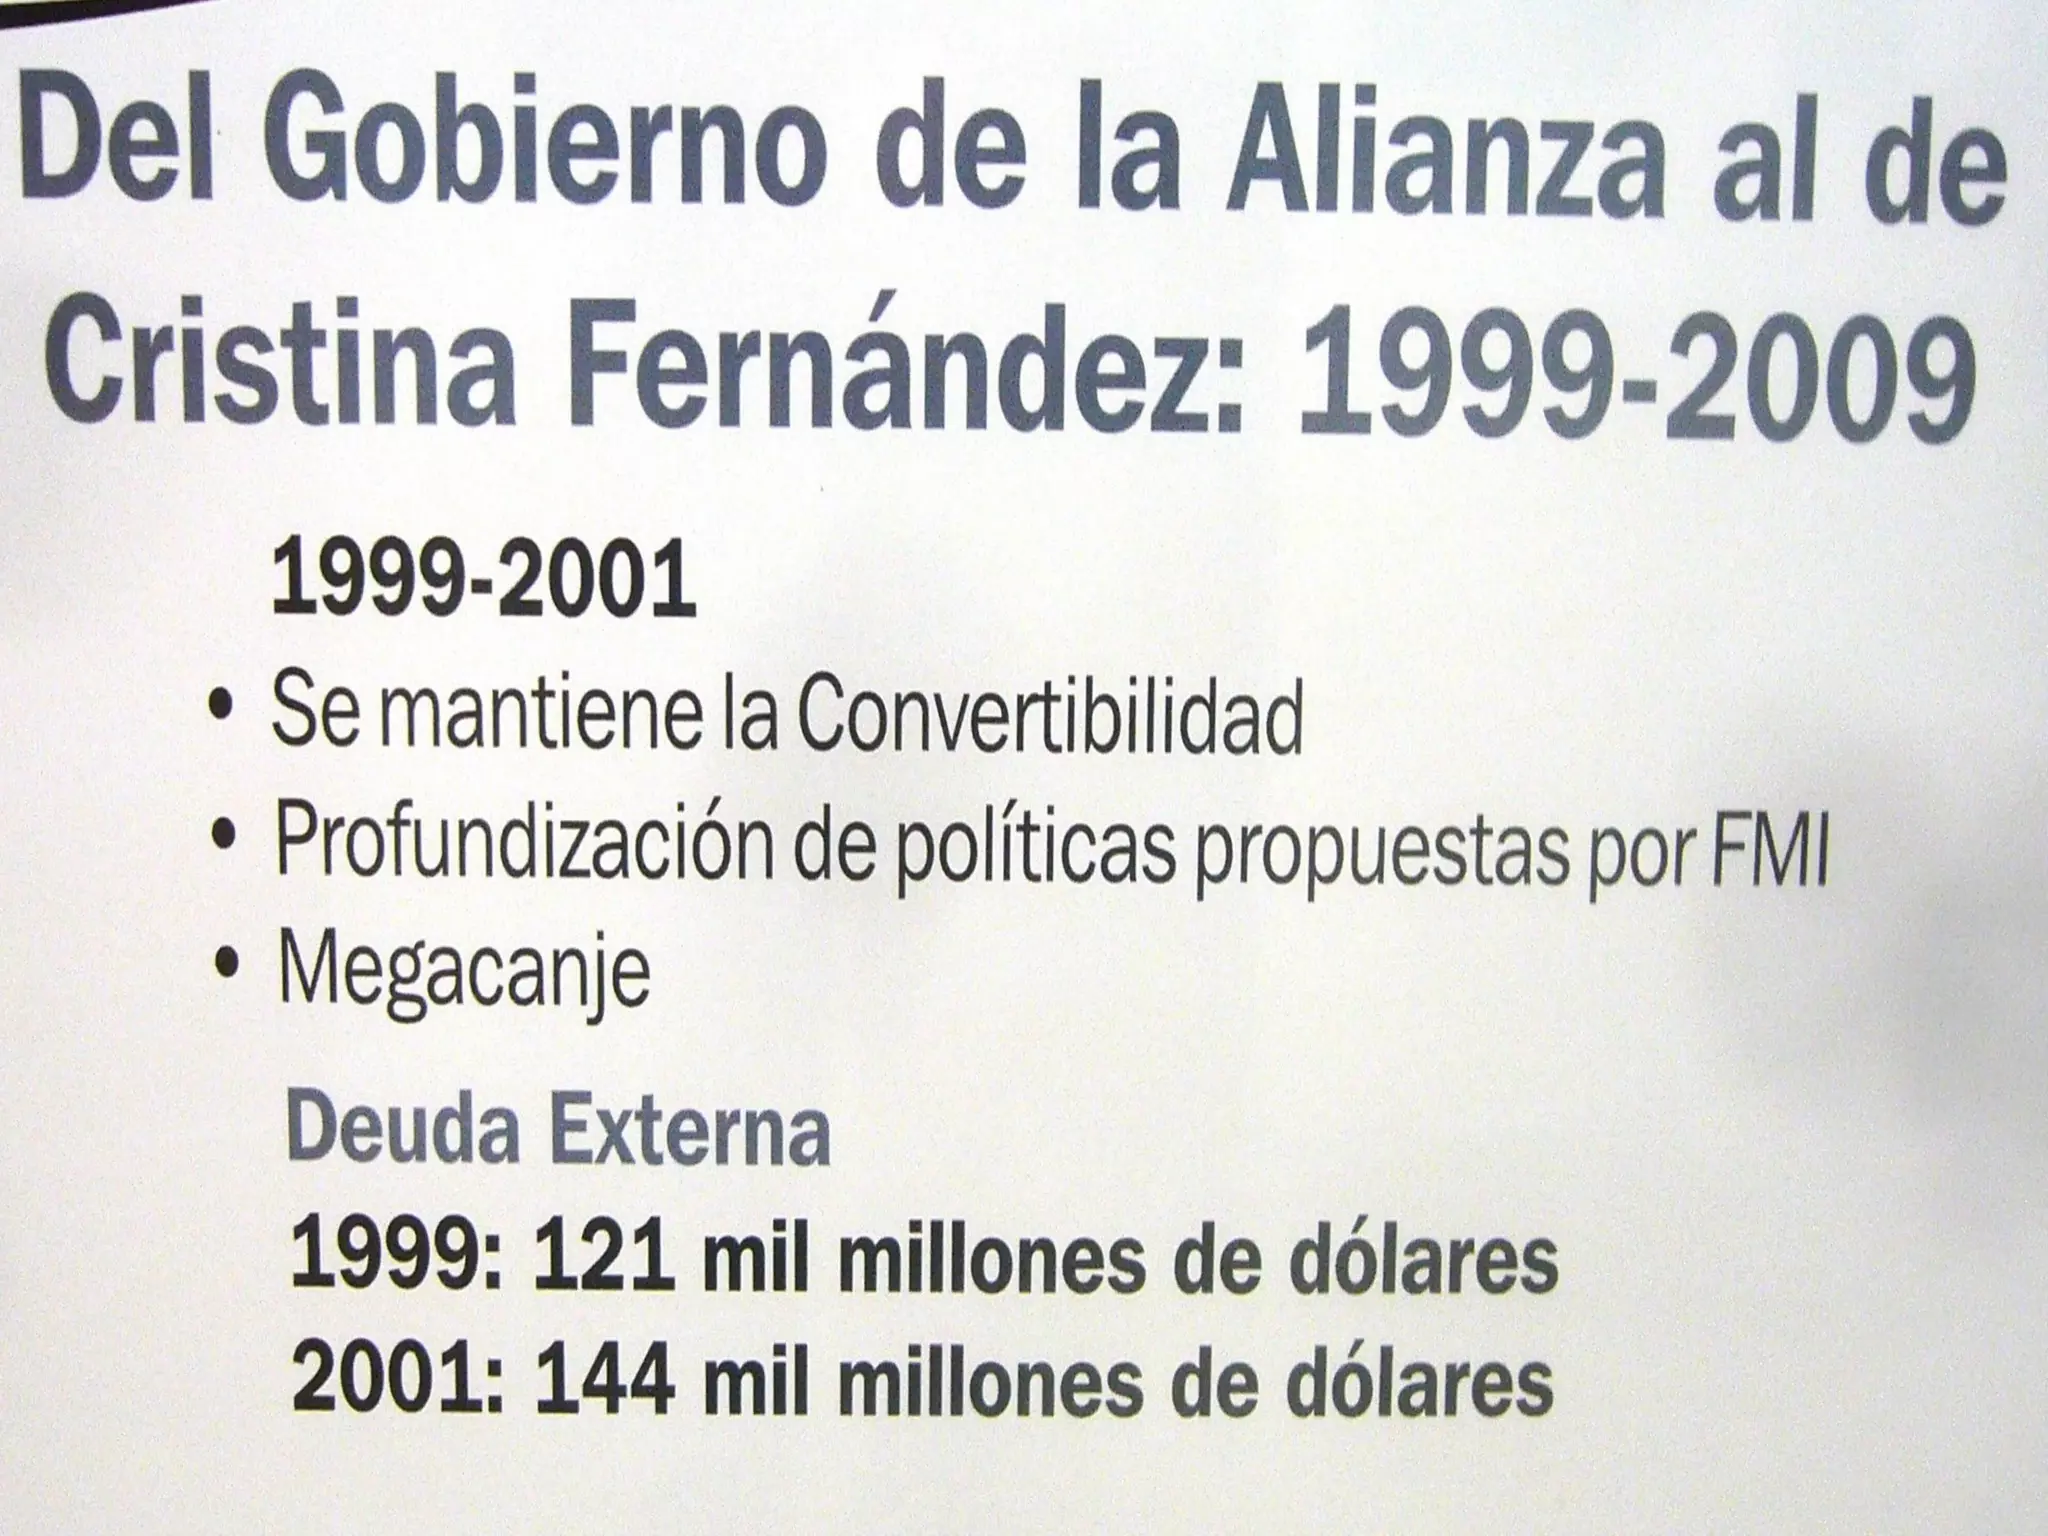 Del Gobierno de la Alianza al de
Cristina Fernández: 1999-2009
1999-2001
• Se mantiene la Convertibilidad
• Profundización de políticas propuestas por FMI
• Megacanje
Deuda Externa
1999: 121 mil millones de dólares
2001: 144 mil millones de dólares